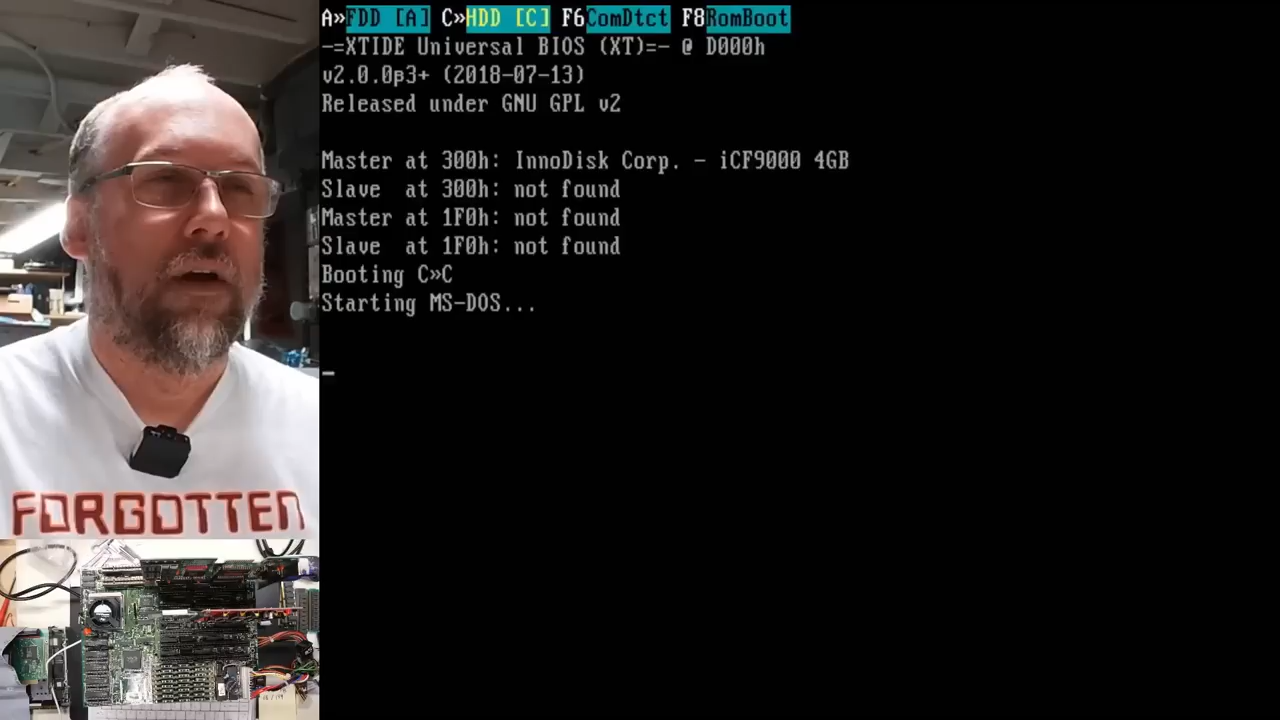 A»FDD [A] C»HDD [C] F6ComDtct F8RomBoot
-=XTIDE Universal BIOS (XT)=- @ D000h
v2.0.0β3+ (2018-07-13)
Released under GNU GPL v2
Master at 300h: InnoDisk Corp. - iCF9000 4GB
Slave  at 300h: not found
Master at 1F0h: not found
Slave  at 1F0h: not found
Booting C»C
Starting MS-DOS...
FORGOTTEN